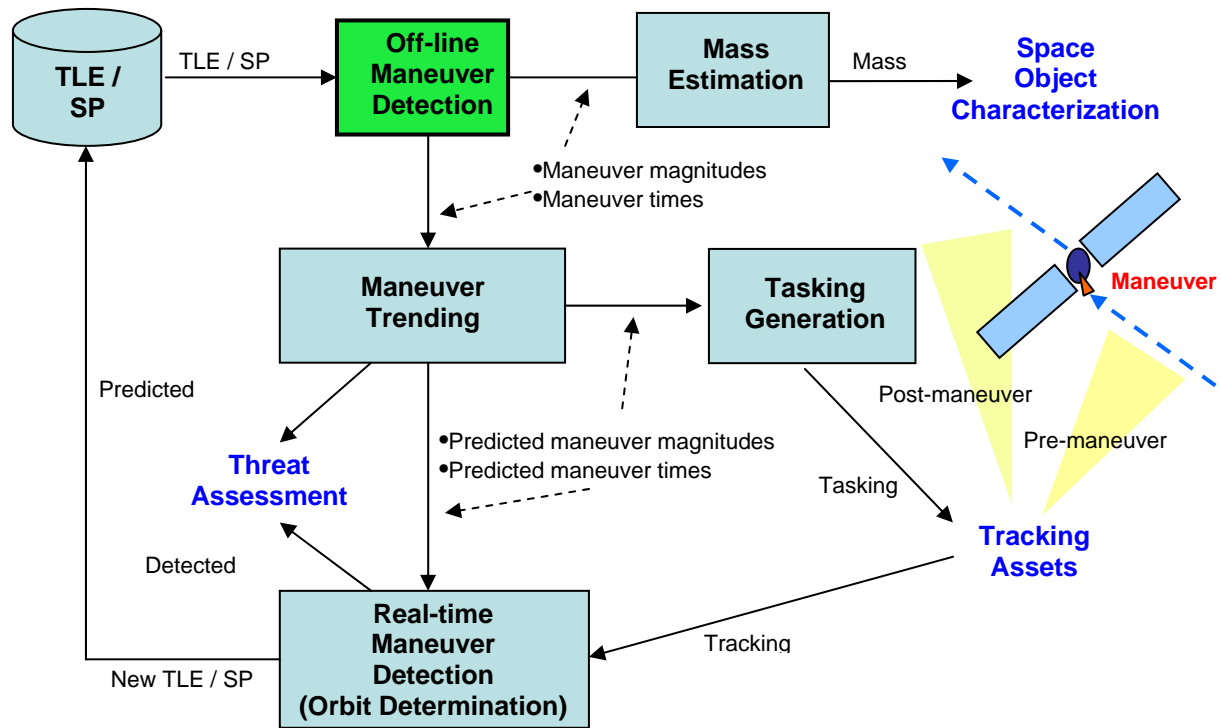 TLE /
SP
TLE / SP
Off-line
Maneuver
Detection
Mass
Estimation
Mass
Space
Object
Characterization
•Maneuver magnitudes
•Maneuver times
Maneuver
Trending
Tasking
Generation
Maneuver
Predicted
Post-maneuver
Pre-maneuver
•Predicted maneuver magnitudes
•Predicted maneuver times
Threat
Assessment
Tasking
Tracking
Assets
Detected
Real-time
Maneuver
Detection
(Orbit Determination)
Tracking
New TLE / SP